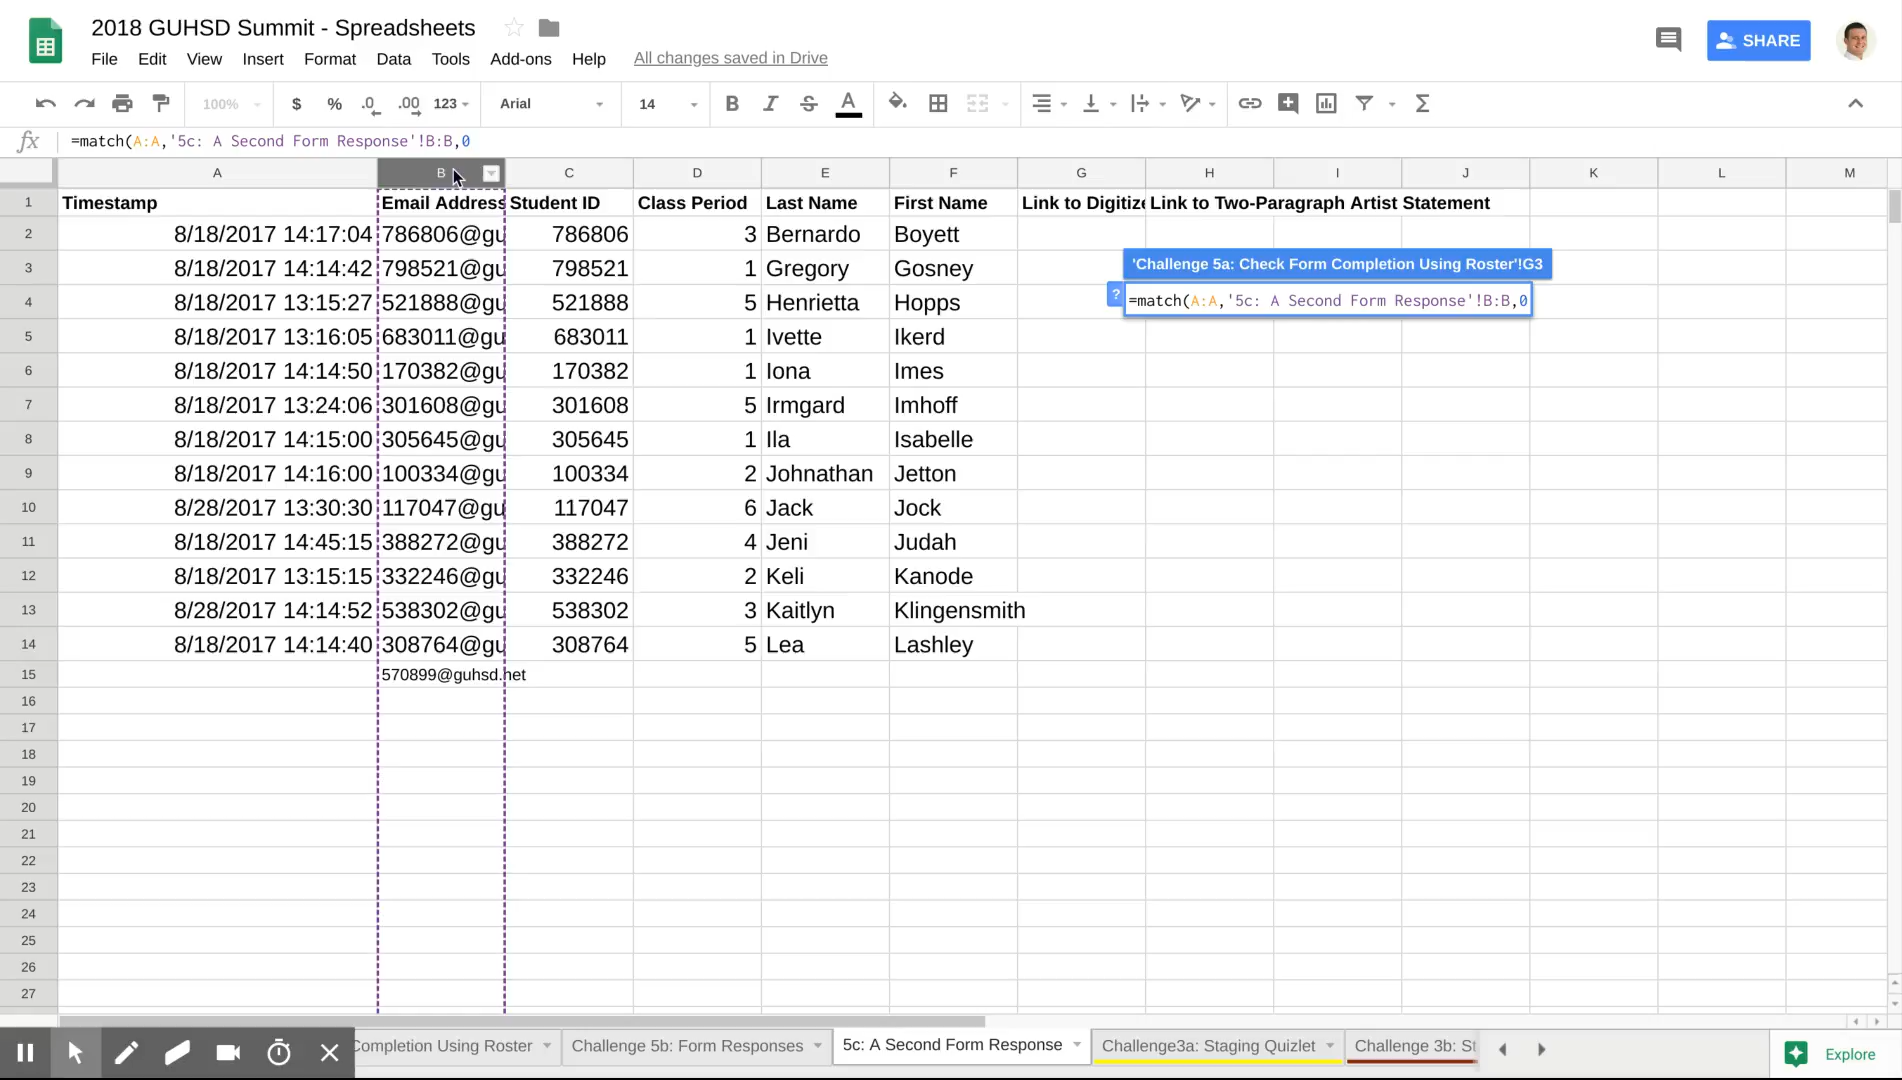 2018 GUHSD Summit - Spreadsheets
File Edit View Insert Format Data Tools Add-ons Help All changes saved in Drive
SHARE
100% $ % .0 .00 123 Arial 14 B I S A Σ
fx =match(A:A,'5c: A Second Form Response'!B:B,0
A B C D E F G H I J K L M
1 Timestamp Email Address Student ID Class Period Last Name First Name Link to Digitize Link to Two-Paragraph Artist Statement
2 8/18/2017 14:17:04 786806@gu 786806 3 Bernardo Boyett
'Challenge 5a: Check Form Completion Using Roster'!G3
3 8/18/2017 14:14:42 798521@gu 798521 1 Gregory Gosney
? =match(A:A,'5c: A Second Form Response'!B:B,0
4 8/18/2017 13:15:27 521888@gu 521888 5 Henrietta Hopps
5 8/18/2017 13:16:05 683011@gu 683011 1 Ivette Ikerd
6 8/18/2017 14:14:50 170382@gu 170382 1 Iona Imes
7 8/18/2017 13:24:06 301608@gu 301608 5 Irmgard Imhoff
8 8/18/2017 14:15:00 305645@gu 305645 1 Ila Isabelle
9 8/18/2017 14:16:00 100334@gu 100334 2 Johnathan Jetton
10 8/28/2017 13:30:30 117047@gu 117047 6 Jack Jock
11 8/18/2017 14:45:15 388272@gu 388272 4 Jeni Judah
12 8/18/2017 13:15:15 332246@gu 332246 2 Keli Kanode
13 8/28/2017 14:14:52 538302@gu 538302 3 Kaitlyn Klingensmith
14 8/18/2017 14:14:40 308764@gu 308764 5 Lea Lashley
15 570899@guhsd.net
16
17
18
19
20
21
22
23
24
25
26
27
Completion Using Roster Challenge 5b: Form Responses 5c: A Second Form Response Challenge3a: Staging Quizlet Challenge 3b: St Explore